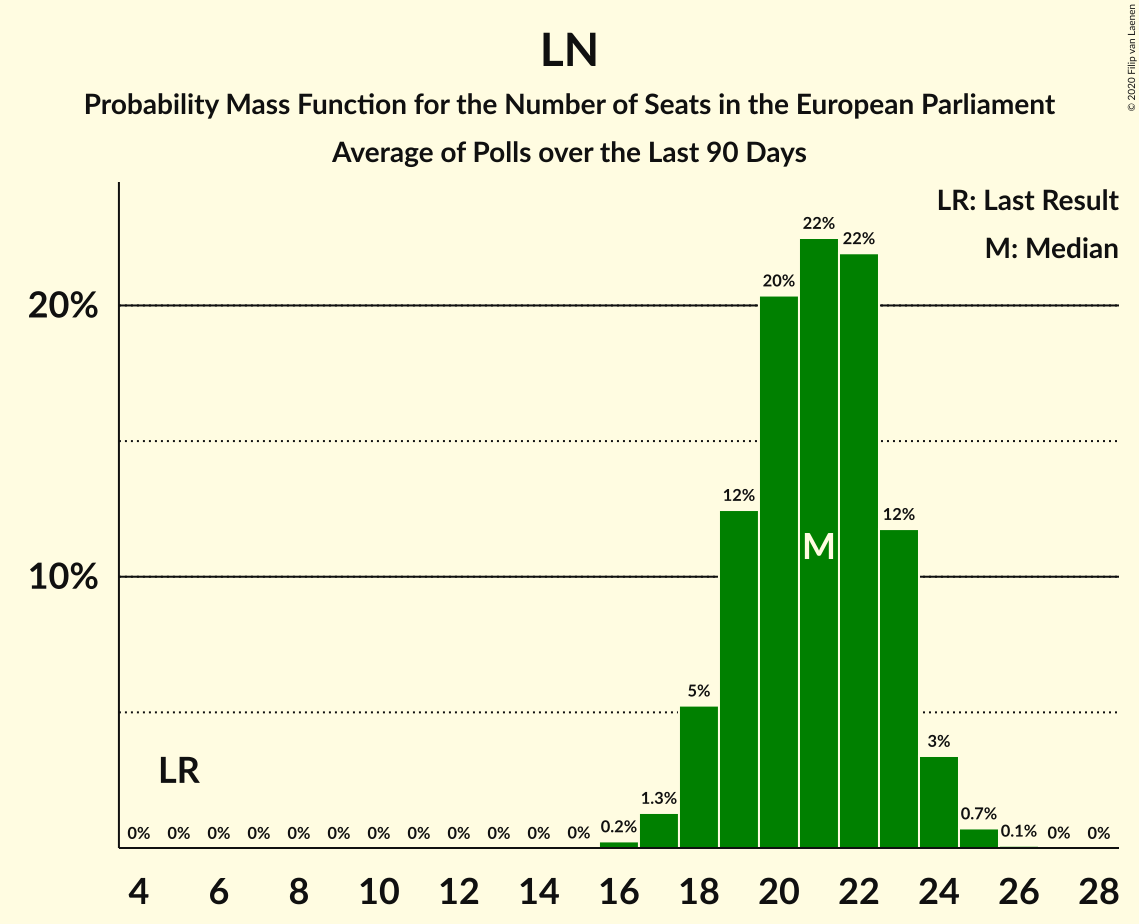 LN
Probability Mass Function for the Number of Seats in the European Parliament
Average of Polls over the Last 90 Days
© 2020 Filip van Laenen
LR: Last Result
M: Median
20%
10%
0% 0% 0% 0% 0% 0% 0% 0% 0% 0% 0% 0% 0.2% 1.3% 5% 12% 20% 22% 22% 12% 3% 0.7% 0.1% 0% 0%
LR
M
4 6 8 10 12 14 16 18 20 22 24 26 28